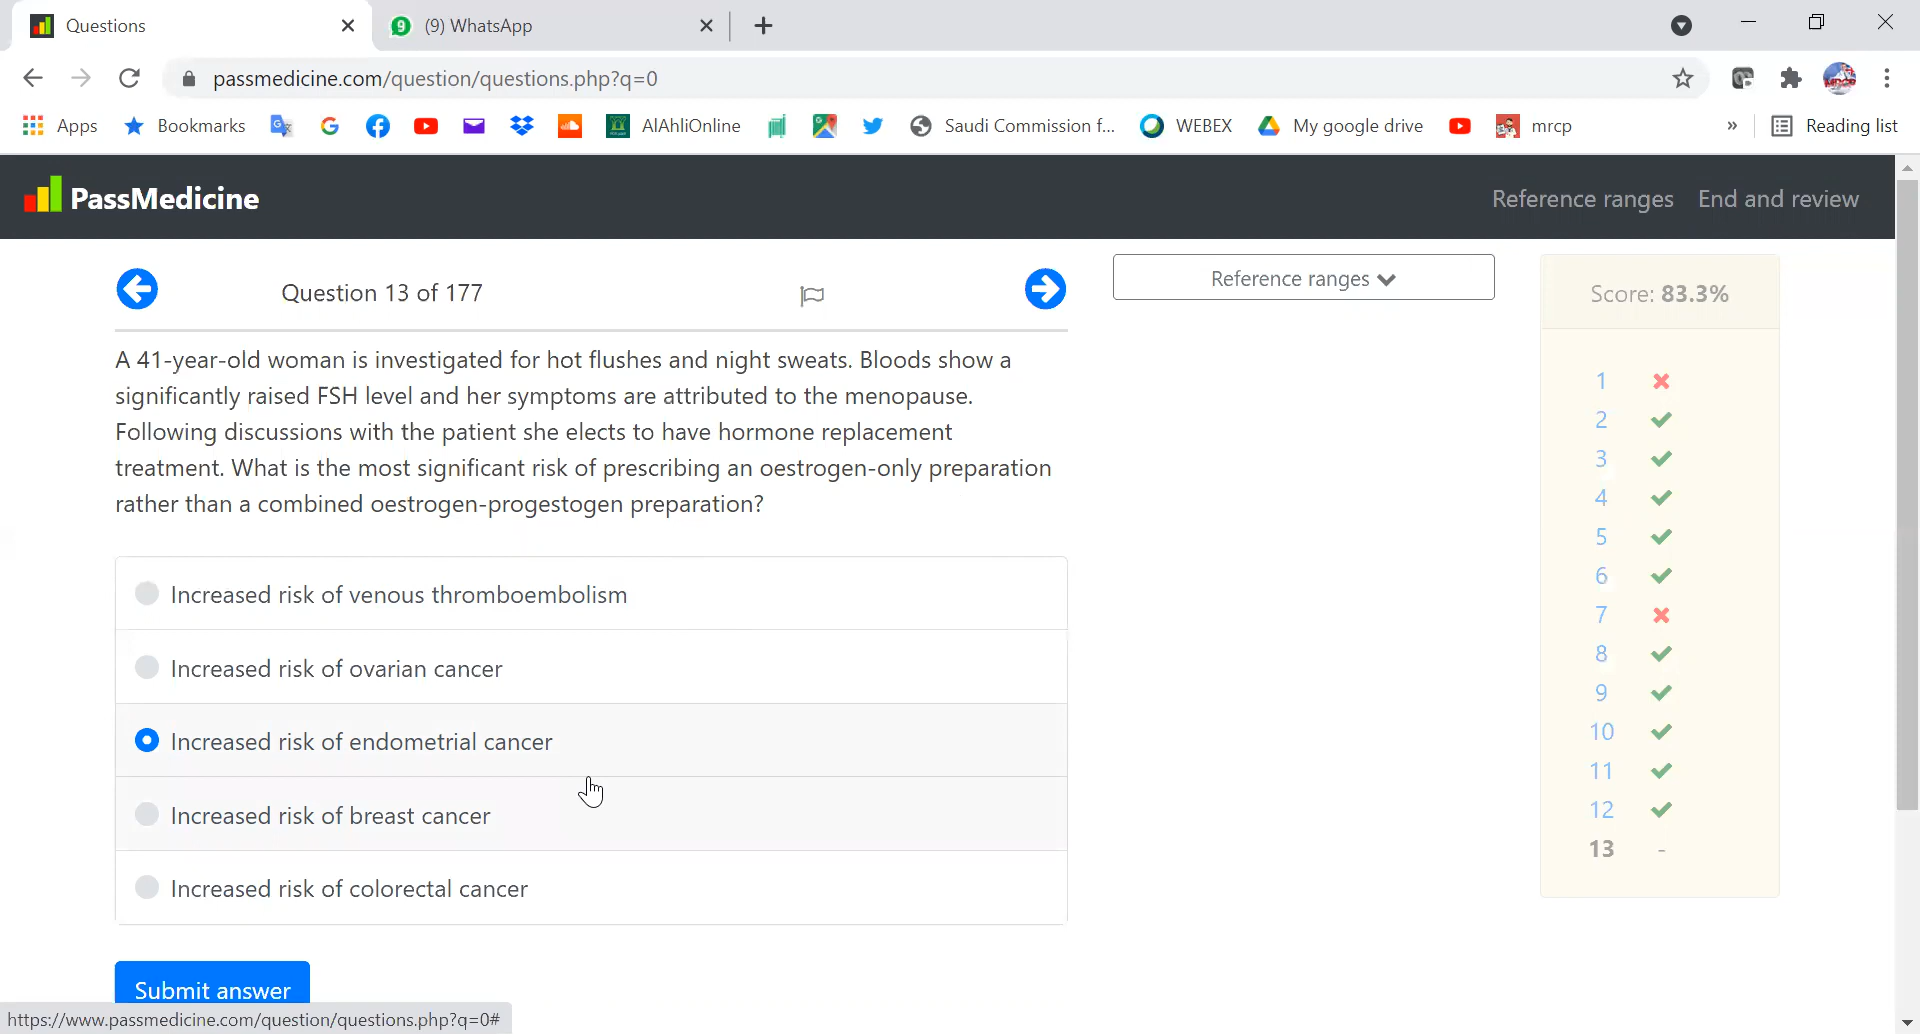 Questions
(9) WhatsApp
passmedicine.com/question/questions.php?q=0
Apps
Bookmarks
AlAhliOnline
Saudi Commission f...
WEBEX
My google drive
mrcp
»
Reading list
PassMedicine
Reference ranges
End and review
Question 13 of 177
Reference ranges
Score: 83.3%
A 41-year-old woman is investigated for hot flushes and night sweats. Bloods show a
significantly raised FSH level and her symptoms are attributed to the menopause.
Following discussions with the patient she elects to have hormone replacement
treatment. What is the most significant risk of prescribing an oestrogen-only preparation
rather than a combined oestrogen-progestogen preparation?
Increased risk of venous thromboembolism
Increased risk of ovarian cancer
Increased risk of endometrial cancer
Increased risk of breast cancer
Increased risk of colorectal cancer
Submit answer
1
2
3
4
5
6
7
8
9
10
11
12
13 -
https://www.passmedicine.com/question/questions.php?q=0#